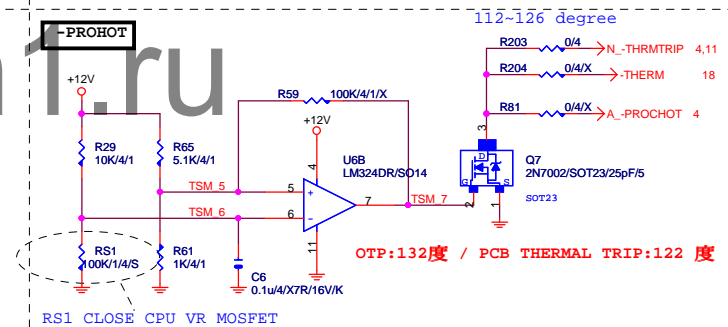 112~126 degree
-PROHOT
n1.ru
R203 0/4 N_-THRMTRIP 4,11
R204 0/4/X -THERM 18
R81 0/4/X A_-PROCHOT 4
+12V
R59 100K/4/1/X
+12V
R29
10K/4/1
R65
5.1K/4/1
U6B
LM324DR/SO14
3
D
G
S
2
1
Q7
2N7002/SOT23/25pF/5
SOT23
TSM_5
TSM_6
TSM_7
4
5
+
6
-
7
11
RS1
100K/1/4/S
R61
1K/4/1
C6
0.1u/4/X7R/16V/K
OTP:132度 / PCB THERMAL TRIP:122 度
RS1 CLOSE CPU VR MOSFET